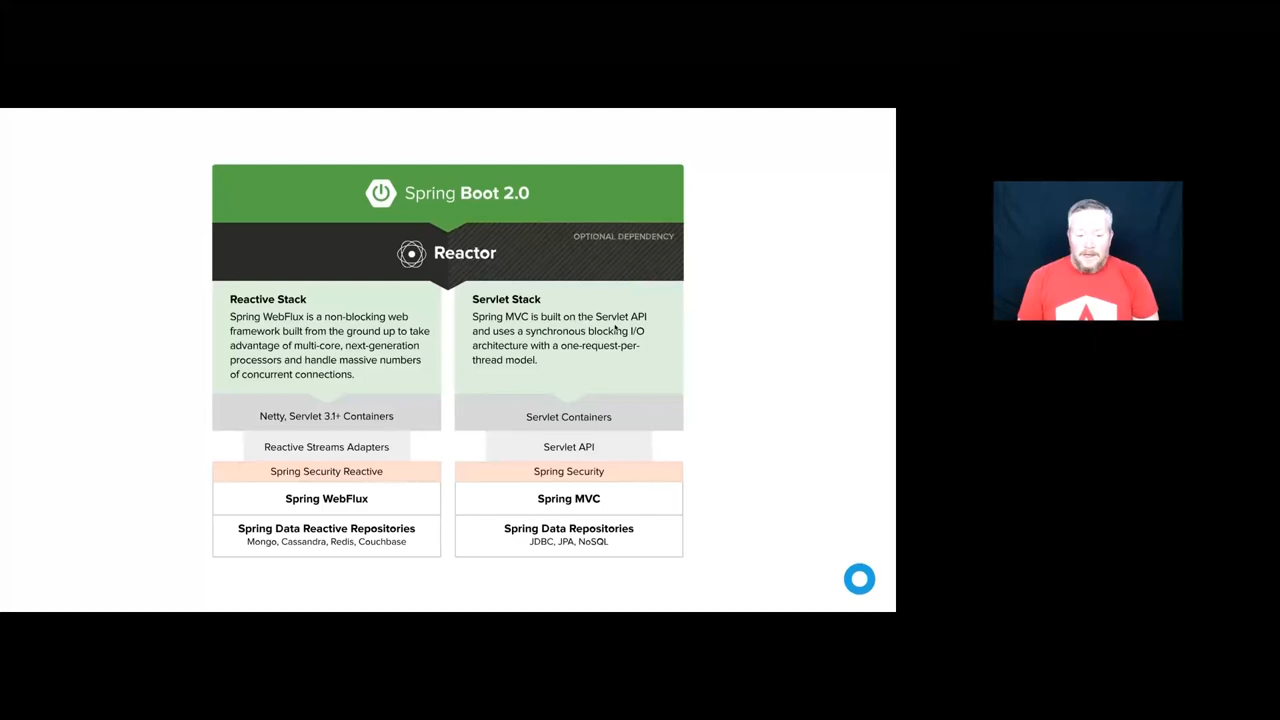 Spring Boot 2.0
OPTIONAL DEPENDENCY
Reactor
Reactive Stack
Spring WebFlux is a non-blocking web
framework built from the ground up to take
advantage of multi-core, next-generation
processors and handle massive numbers
of concurrent connections.
Netty, Servlet 3.1+ Containers
Reactive Streams Adapters
Spring Security Reactive
Spring WebFlux
Spring Data Reactive Repositories
Mongo, Cassandra, Redis, Couchbase
Servlet Stack
Spring MVC is built on the Servlet API
and uses a synchronous blocking I/O
architecture with a one-request-per-
thread model.
Servlet Containers
Servlet API
Spring Security
Spring MVC
Spring Data Repositories
JDBC, JPA, NoSQL